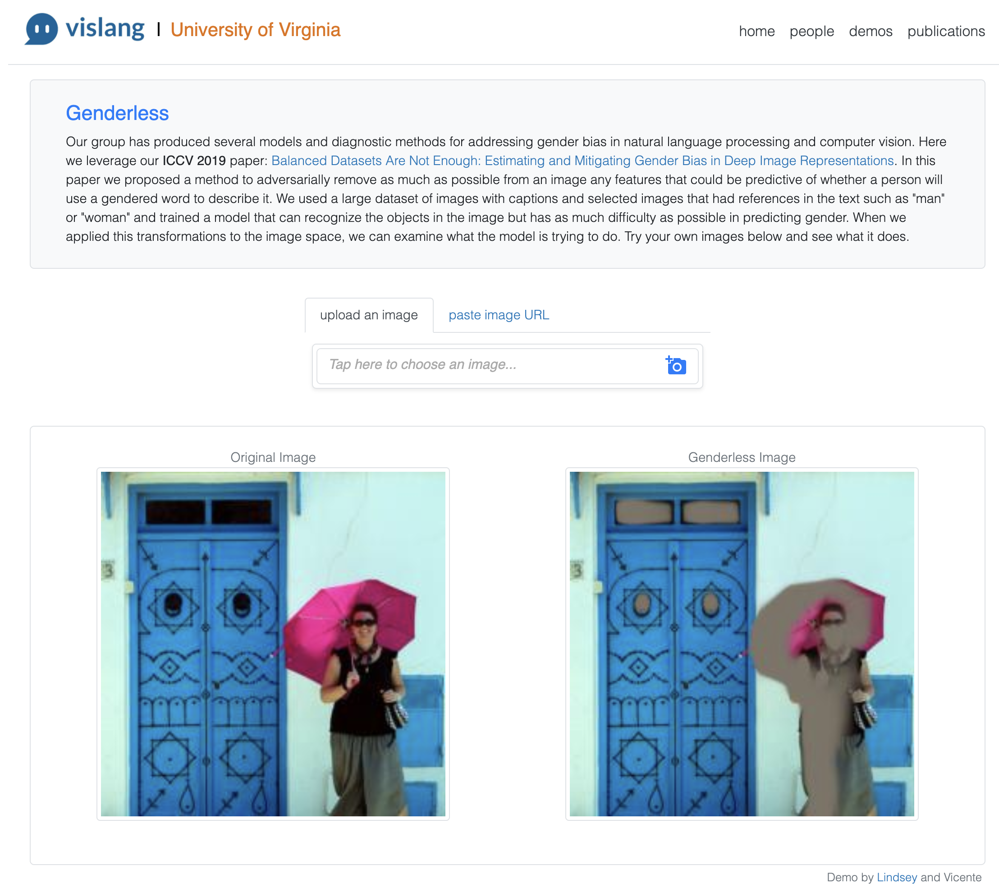 vislang | University of Virginia
home people demos publications
Genderless
Our group has produced several models and diagnostic methods for addressing gender bias in natural language processing and computer vision. Here
we leverage our ICCV 2019 paper: Balanced Datasets Are Not Enough: Estimating and Mitigating Gender Bias in Deep Image Representations. In this
paper we proposed a method to adversarially remove as much as possible from an image any features that could be predictive of whether a person will
use a gendered word to describe it. We used a large dataset of images with captions and selected images that had references in the text such as "man"
or "woman" and trained a model that can recognize the objects in the image but has as much difficulty as possible in predicting gender. When we
applied this transformations to the image space, we can examine what the model is trying to do. Try your own images below and see what it does.
upload an image paste image URL
Tap here to choose an image...
Original Image Genderless Image
3 3
Demo by Lindsey and Vicente